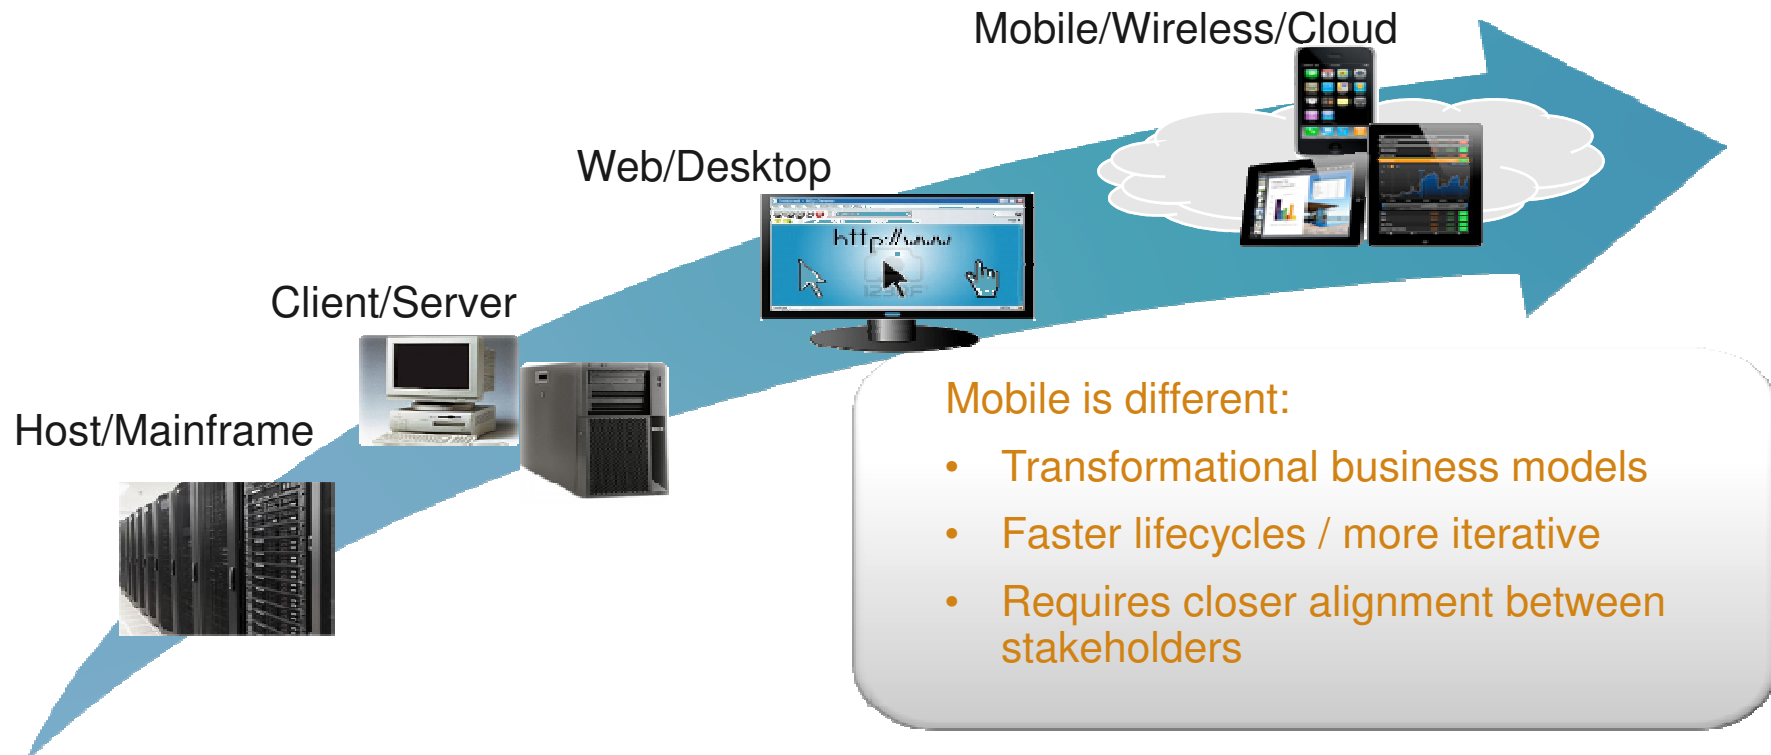 Mobile/Wireless/Cloud
Web/Desktop
http://www
Client/Server
Host/Mainframe
Mobile is different:
• Transformational business models
• Faster lifecycles / more iterative
• Requires closer alignment between
stakeholders